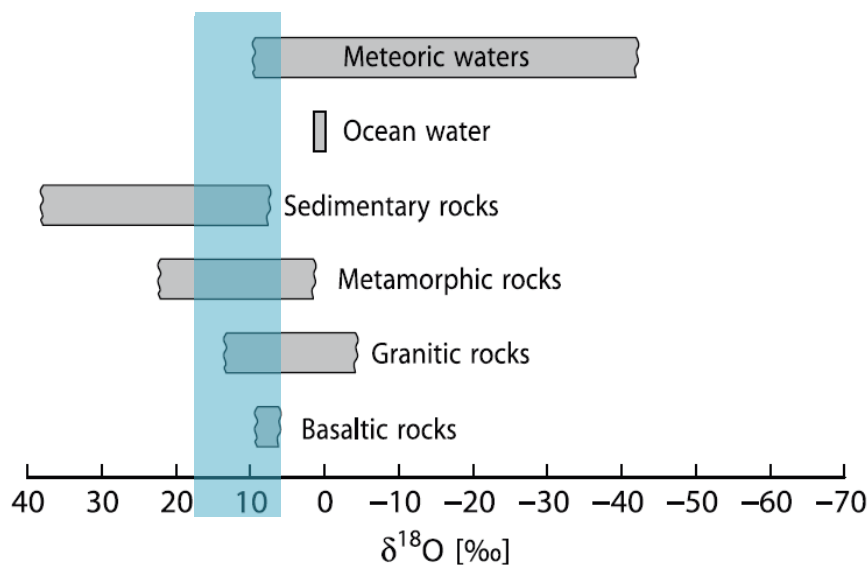 Meteoric waters
Ocean water
Sedimentary rocks
Metamorphic rocks
Granitic rocks
Basaltic rocks
40 30 20 10 0 −10 −20 −30 −40 −50 −60 −70
δ¹⁸O [‰]